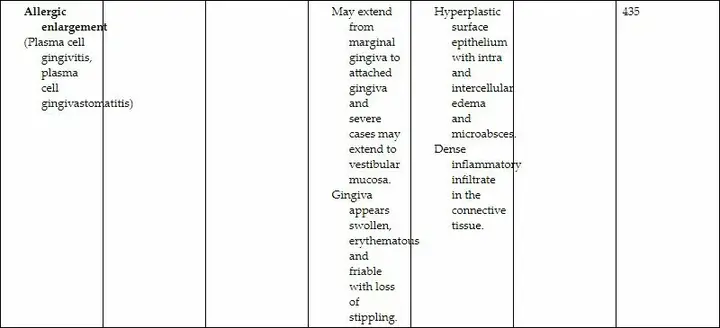 Allergic
enlargement
(Plasma cell
gingivitis,
plasma
cell
gingivastomatitis)
May extend
from
marginal
gingiva to
attached
gingiva
and
severe
cases may
extend to
vestibular
mucosa.
Gingiva
appears
swollen,
erythematous
and
friable
with loss
of
stippling.
Hyperplastic
surface
epithelium
with intra
and
intercellular
edema
and
microabsces.
Dense
inflammatory
infiltrate
in the
connective
tissue.
435